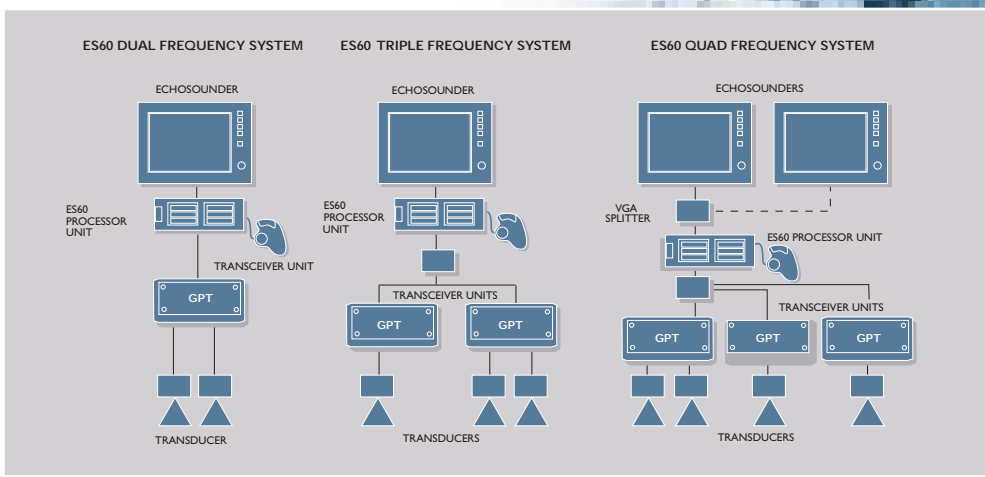 ES60 DUAL FREQUENCY SYSTEM
ECHOSOUNDER
ES60
PROCESSOR
UNIT
TRANSCEIVER UNIT
GPT
TRANSDUCER
ES60 TRIPLE FREQUENCY SYSTEM
ECHOSOUNDER
ES60
PROCESSOR
UNIT
TRANSCEIVER UNITS
GPT
GPT
TRANSDUCERS
ES60 QUAD FREQUENCY SYSTEM
ECHOSOUNDERS
VGA
SPLITTER
ES60 PROCESSOR UNIT
TRANSCEIVER UNITS
GPT
GPT
GPT
TRANSDUCERS